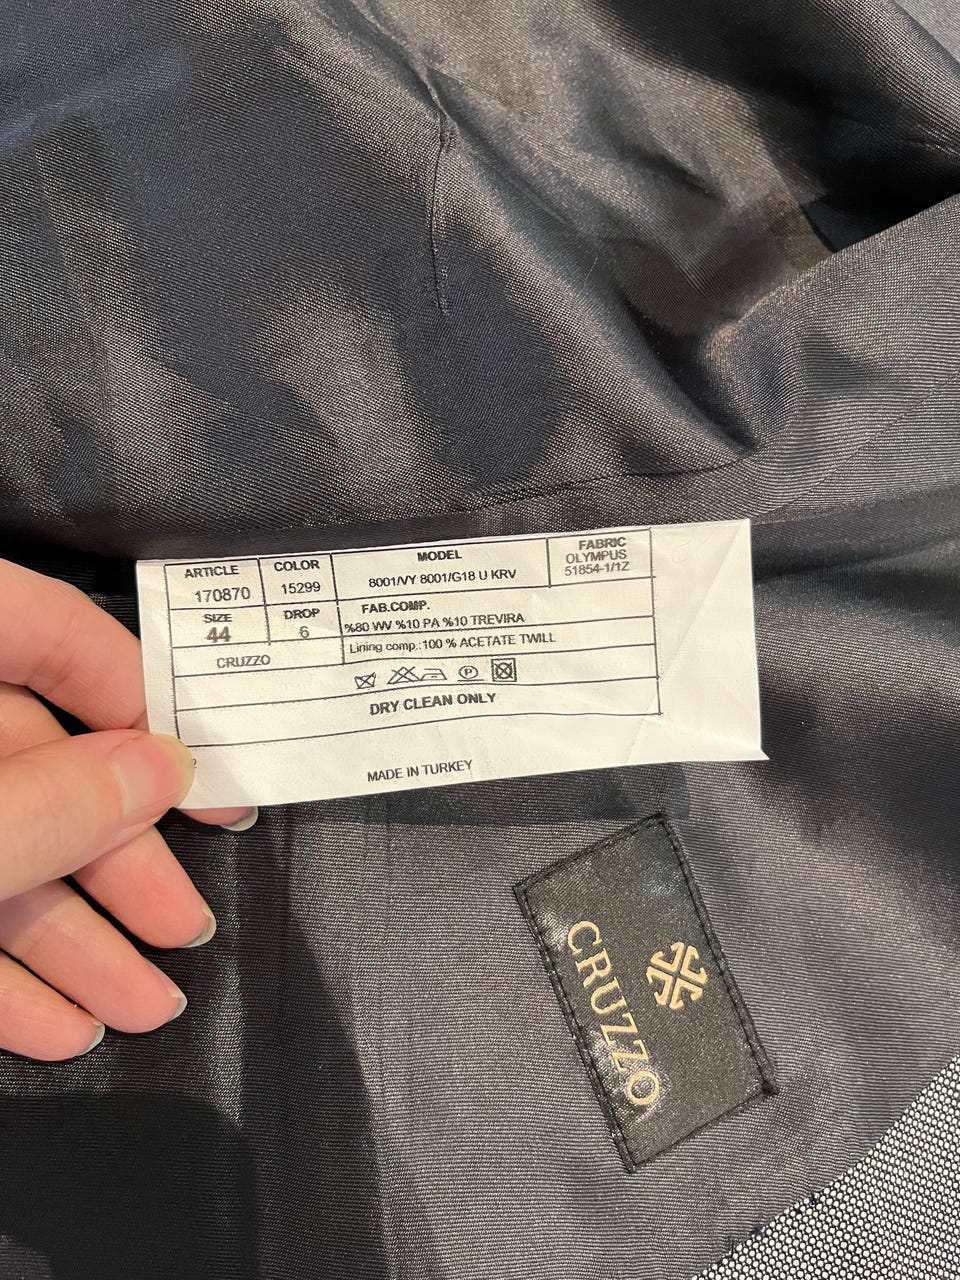 ARTICLE COLOR MODEL FABRIC
170870 15299 8001/VY 8001/G18 U KRV OLYMPUS
51854-1/1Z
SIZE DROP FAB.COMP.
44 6 %80 WV %10 PA %10 TREVIRA
CRUZZO Lining comp.:100 % ACETATE TWILL
P
DRY CLEAN ONLY
2
MADE IN TURKEY
CRUZZO